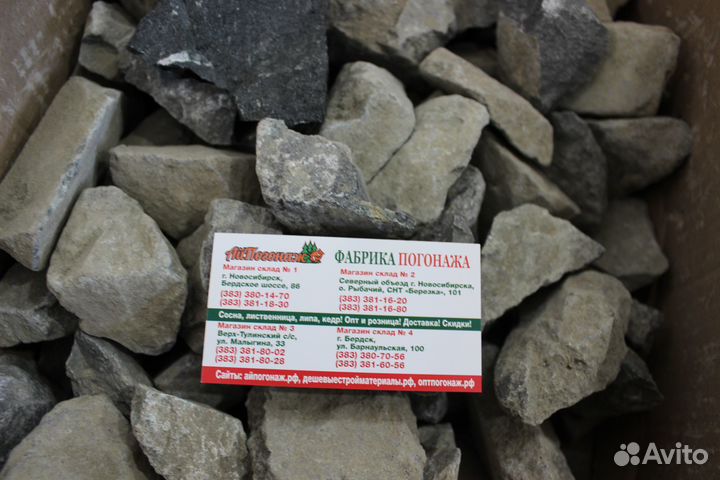 АйПогонаж
ФАБРИКА ПОГОНАЖА
Магазин склад № 1
г. Новосибирск,
Бердское шоссе, 86
(383) 380-14-70
(383) 381-18-30
Магазин склад № 2
Северный объезд г. Новосибирска,
о. Рыбачий, СНТ «Березка», 101
(383) 381-16-20
(383) 381-16-80
Сосна, лиственница, липа, кедр! Опт и розница! Доставка! Скидки!
Магазин склад № 3
Верх-Тулинский с/с,
ул. Малыгина, 33
(383) 381-80-02
(383) 381-80-28
Магазин склад № 4
г. Бердск,
ул. Барнаульская, 100
(383) 380-70-56
(383) 381-60-56
Сайты: айпогонаж.рф, дешевыестройматериалы.рф, оптпогонаж.рф
Avito